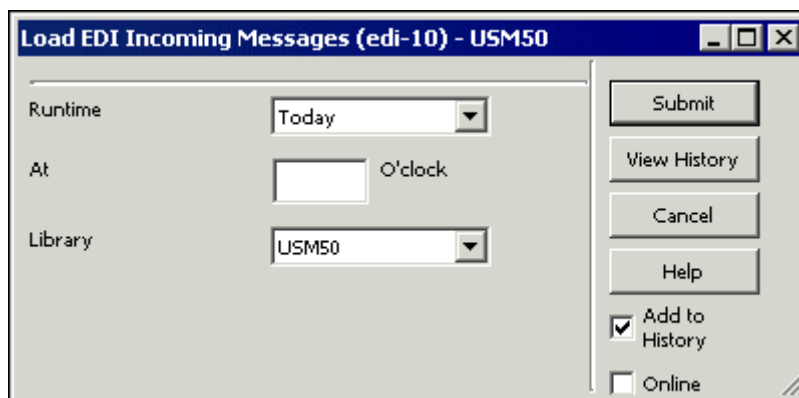 Load EDI Incoming Messages (edi-10) - USM50
Runtime
Today
At
O'clock
Library
USM50
Submit
View History
Cancel
Help
Add to
History
Online